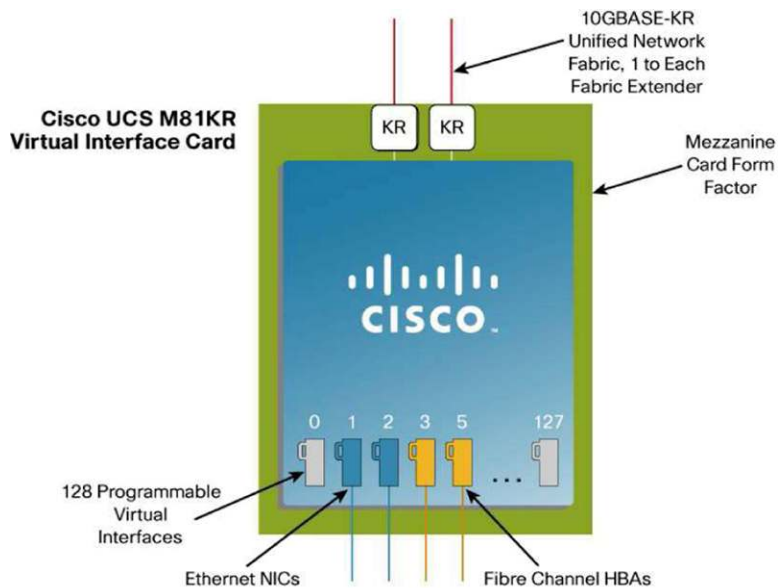 10GBASE-KR
Unified Network
Fabric, 1 to Each
Fabric Extender
Cisco UCS M81KR
Virtual Interface Card
KR
KR
Mezzanine
Card Form
Factor
CISCO™
0 1 2 3 5 127
...
128 Programmable
Virtual
Interfaces
Ethernet NICs
Fibre Channel HBAs